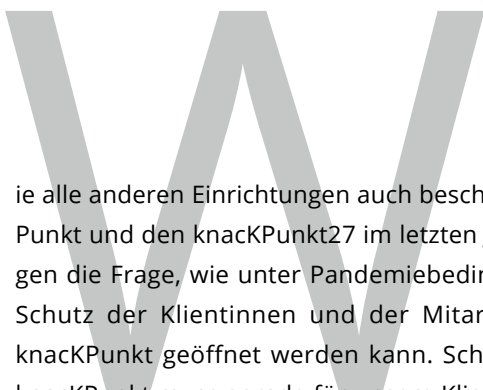 W
ie alle anderen Einrichtungen auch besch
Punkt und den knacKPunkt27 im letzten
gen die Frage, wie unter Pandemiebedin
Schutz der Klientinnen und der Mitar
knacKPunkt geöffnet werden kann. Sch